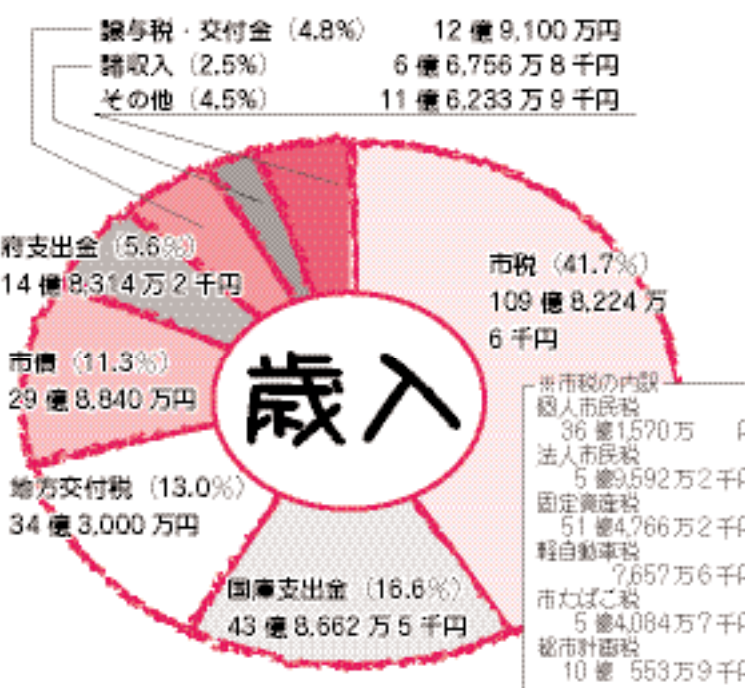 譲与税・交付金（4.8%） 12億9,100万円
諸収入（2.5%） 6億6,756万8千円
その他（4.5%） 11億6,233万9千円
府支出金（5.6%）
14億8,314万2千円
市税（41.7%）
109億8,224万
6千円
市債（11.3%）
29億8,840万円
歳入
※市税の内訳
個人市民税
36億1,570万 円
法人市民税
5億9,592万2千円
固定資産税
51億4,766万2千円
軽自動車税
7,657万6千円
市たばこ税
5億4,084万7千円
都市計画税
10億 553万9千円
地方交付税（13.0%）
34億3,000万円
国庫支出金（16.6%）
43億8,662万5千円